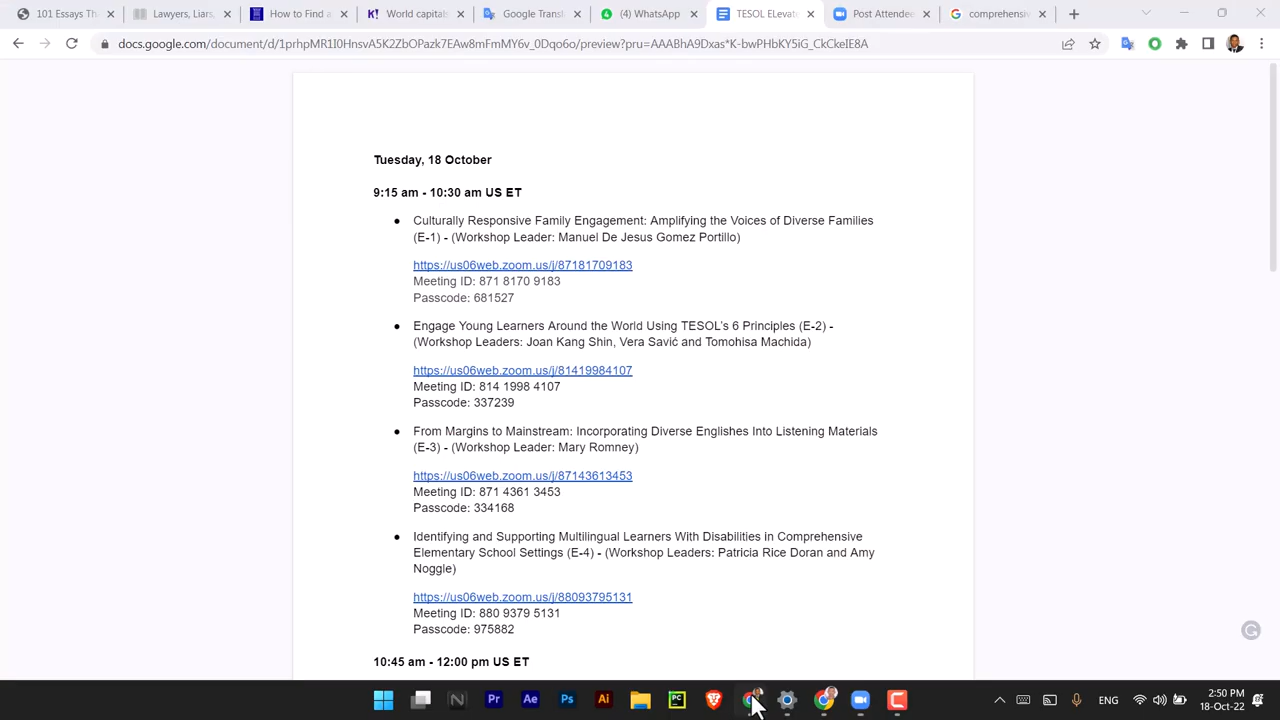 101 Essays Th
Lawyers, Liars,
How to Find a
World capitals
Google Transl
(4) WhatsApp
TESOL ELevate
Post Attendee
comprehensiv
docs.google.com/document/d/1prhpMR1I0HnsvA5K2ZbOPazk7EAw8mFmMY6v_0Dqo6o/preview?pru=AAABhA9Dxas*K-bwPHbKY5iG_CkCkeIE8A
Tuesday, 18 October
9:15 am - 10:30 am US ET
● Culturally Responsive Family Engagement: Amplifying the Voices of Diverse Families
(E-1) - (Workshop Leader: Manuel De Jesus Gomez Portillo)
https://us06web.zoom.us/j/87181709183
Meeting ID: 871 8170 9183
Passcode: 681527
● Engage Young Learners Around the World Using TESOL's 6 Principles (E-2) -
(Workshop Leaders: Joan Kang Shin, Vera Savić and Tomohisa Machida)
https://us06web.zoom.us/j/81419984107
Meeting ID: 814 1998 4107
Passcode: 337239
● From Margins to Mainstream: Incorporating Diverse Englishes Into Listening Materials
(E-3) - (Workshop Leader: Mary Romney)
https://us06web.zoom.us/j/87143613453
Meeting ID: 871 4361 3453
Passcode: 334168
● Identifying and Supporting Multilingual Learners With Disabilities in Comprehensive
Elementary School Settings (E-4) - (Workshop Leaders: Patricia Rice Doran and Amy
Noggle)
https://us06web.zoom.us/j/88093795131
Meeting ID: 880 9379 5131
Passcode: 975882
10:45 am - 12:00 pm US ET
N
Pr
Ae
Ps
Ai
PC
ENG
2:50 PM
18-Oct-22